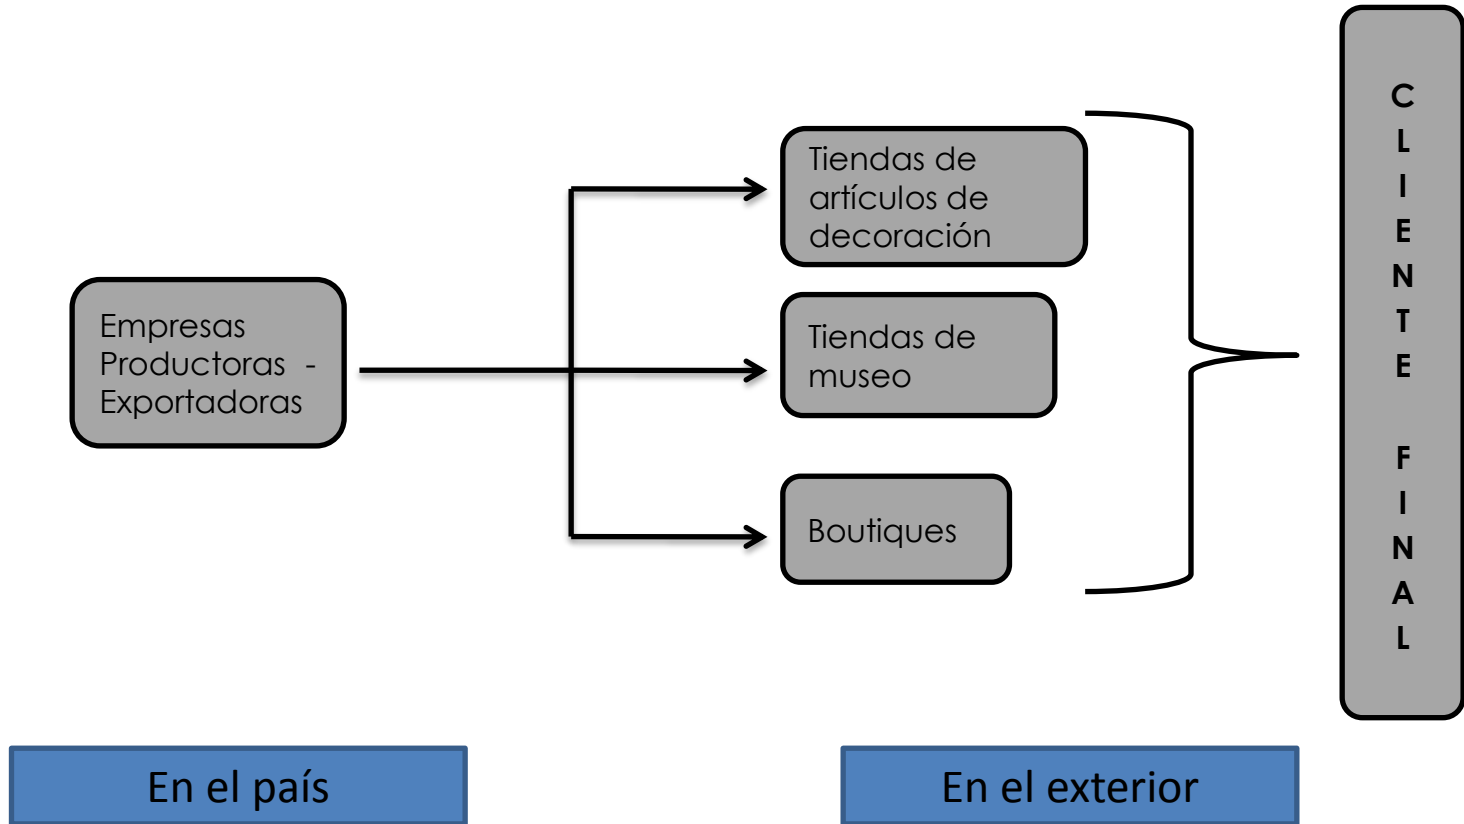 Empresas
Productoras -
Exportadoras
Tiendas de
artículos de
decoración
Tiendas de
museo
Boutiques
C
L
I
E
N
T
E
F
I
N
A
L
En el país
En el exterior